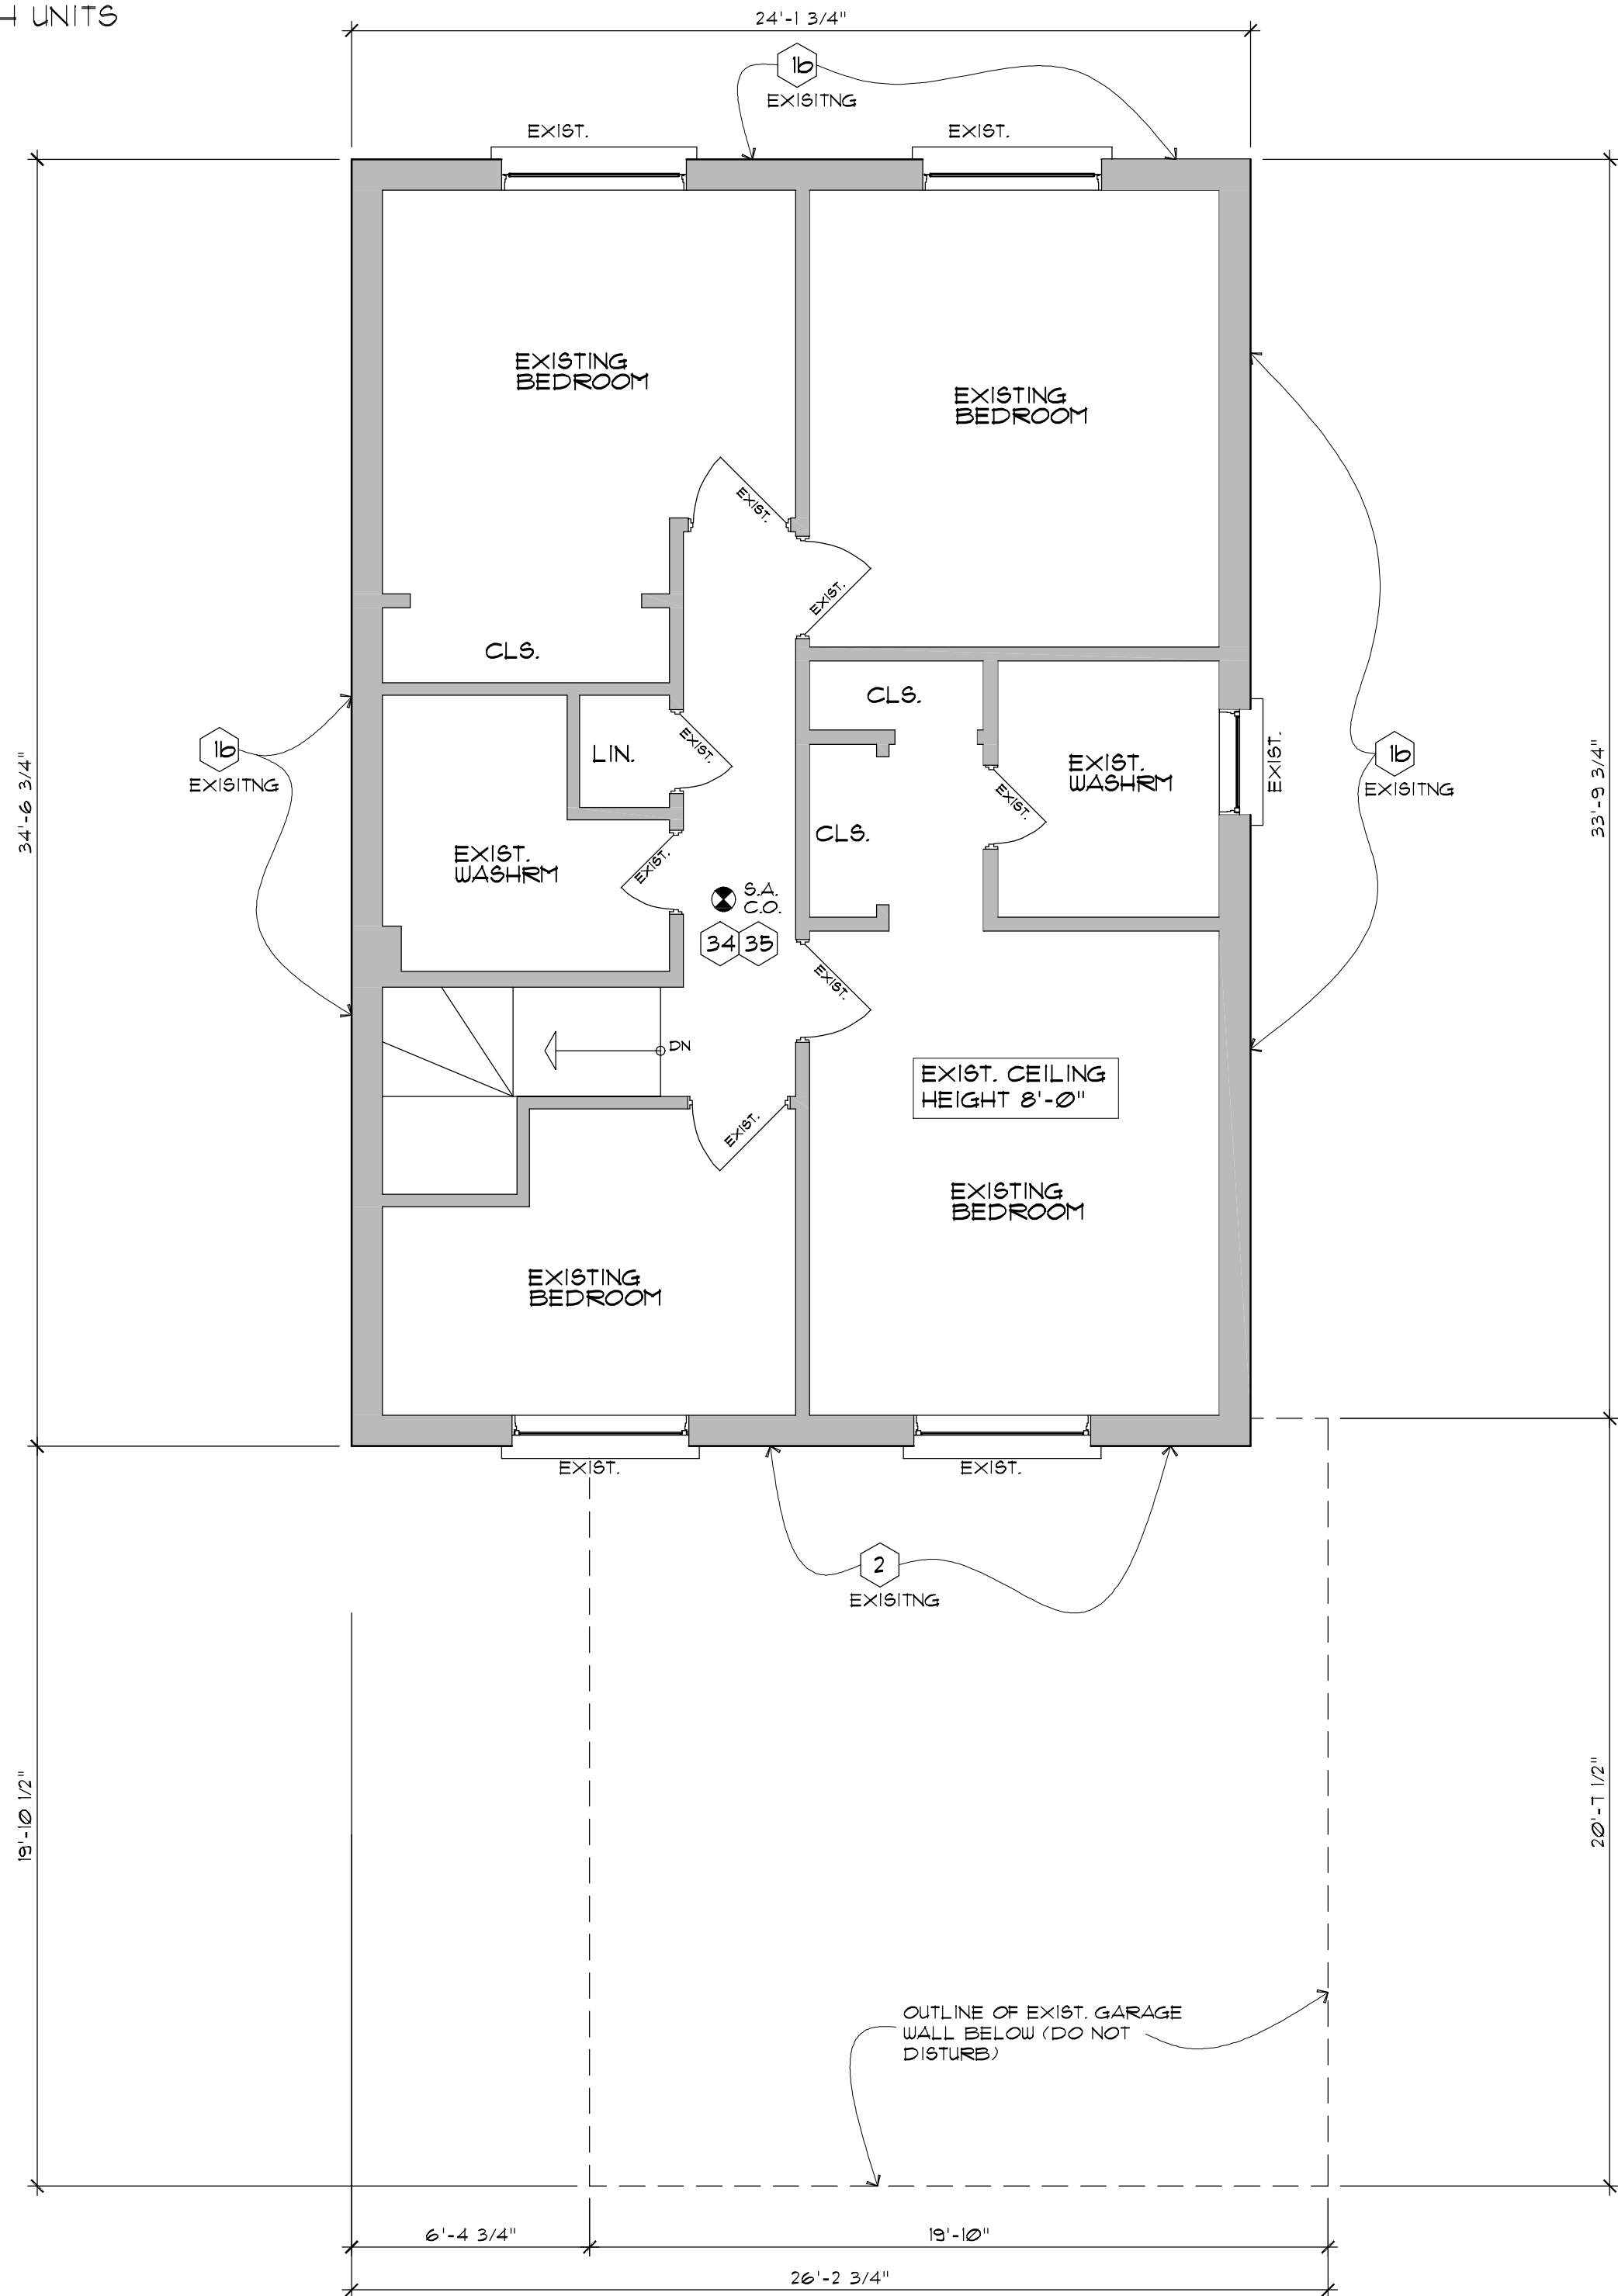 UNITS
24'-1 3/4"
1b
EXISITNG
EXIST.
EXIST.
EXISTING
BEDROOM
EXISTING
BEDROOM
EXIST.
EXIST.
CLS.
CLS.
LIN.
EXIST.
EXIST.
WASHRM
EXIST.
EXIST.
1b
EXISITNG
1b
EXISITNG
34'-6 3/4"
33'-9 3/4"
CLS.
EXIST.
WASHRM
EXIST.
S.A.
C.O.
34 35
EXIST.
DN
EXIST. CEILING
HEIGHT 8'-0"
EXIST.
EXISTING
BEDROOM
EXISTING
BEDROOM
EXIST.
EXIST.
2
EXISITNG
19'-10 1/2"
20'-7 1/2"
OUTLINE OF EXIST. GARAGE
WALL BELOW (DO NOT
DISTURB)
6'-4 3/4"
19'-10"
26'-2 3/4"